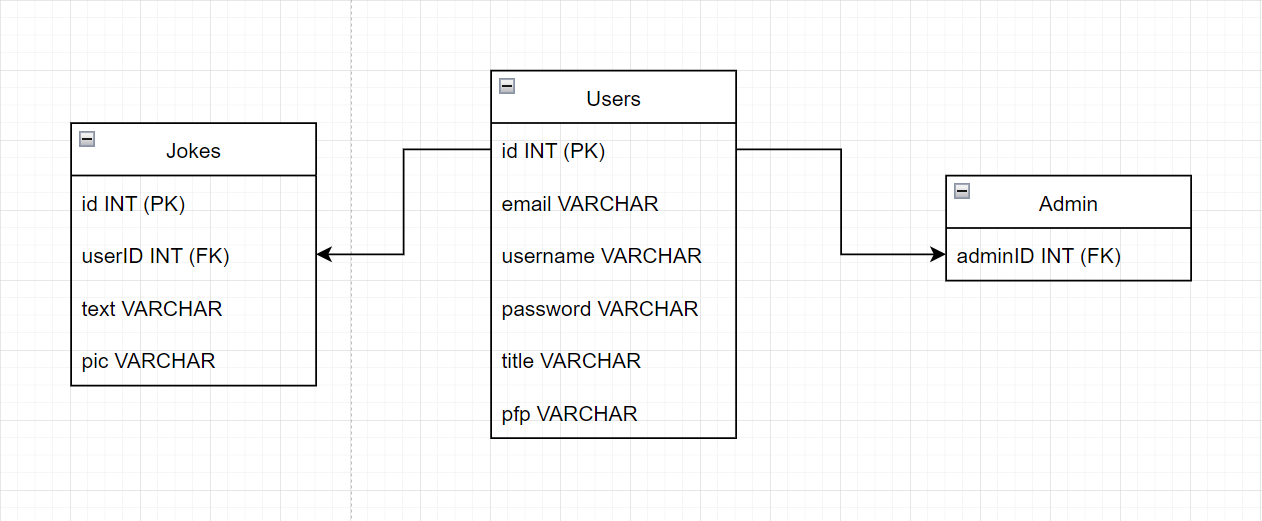 Jokes
id INT (PK)
userID INT (FK)
text VARCHAR
pic VARCHAR
Users
id INT (PK)
email VARCHAR
username VARCHAR
password VARCHAR
title VARCHAR
pfp VARCHAR
Admin
adminID INT (FK)